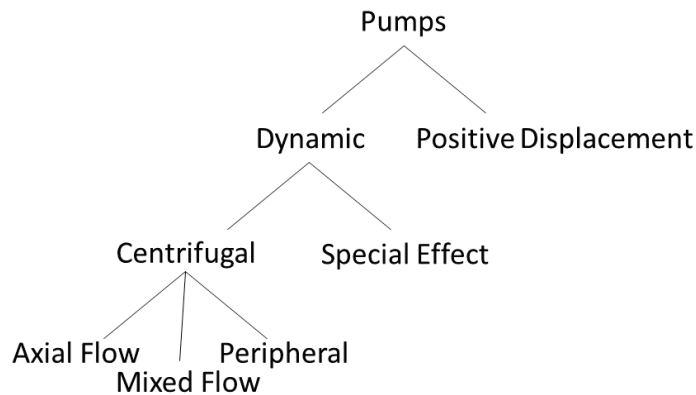 Pumps
Dynamic
Positive Displacement
Centrifugal
Special Effect
Axial Flow
Peripheral
Mixed Flow